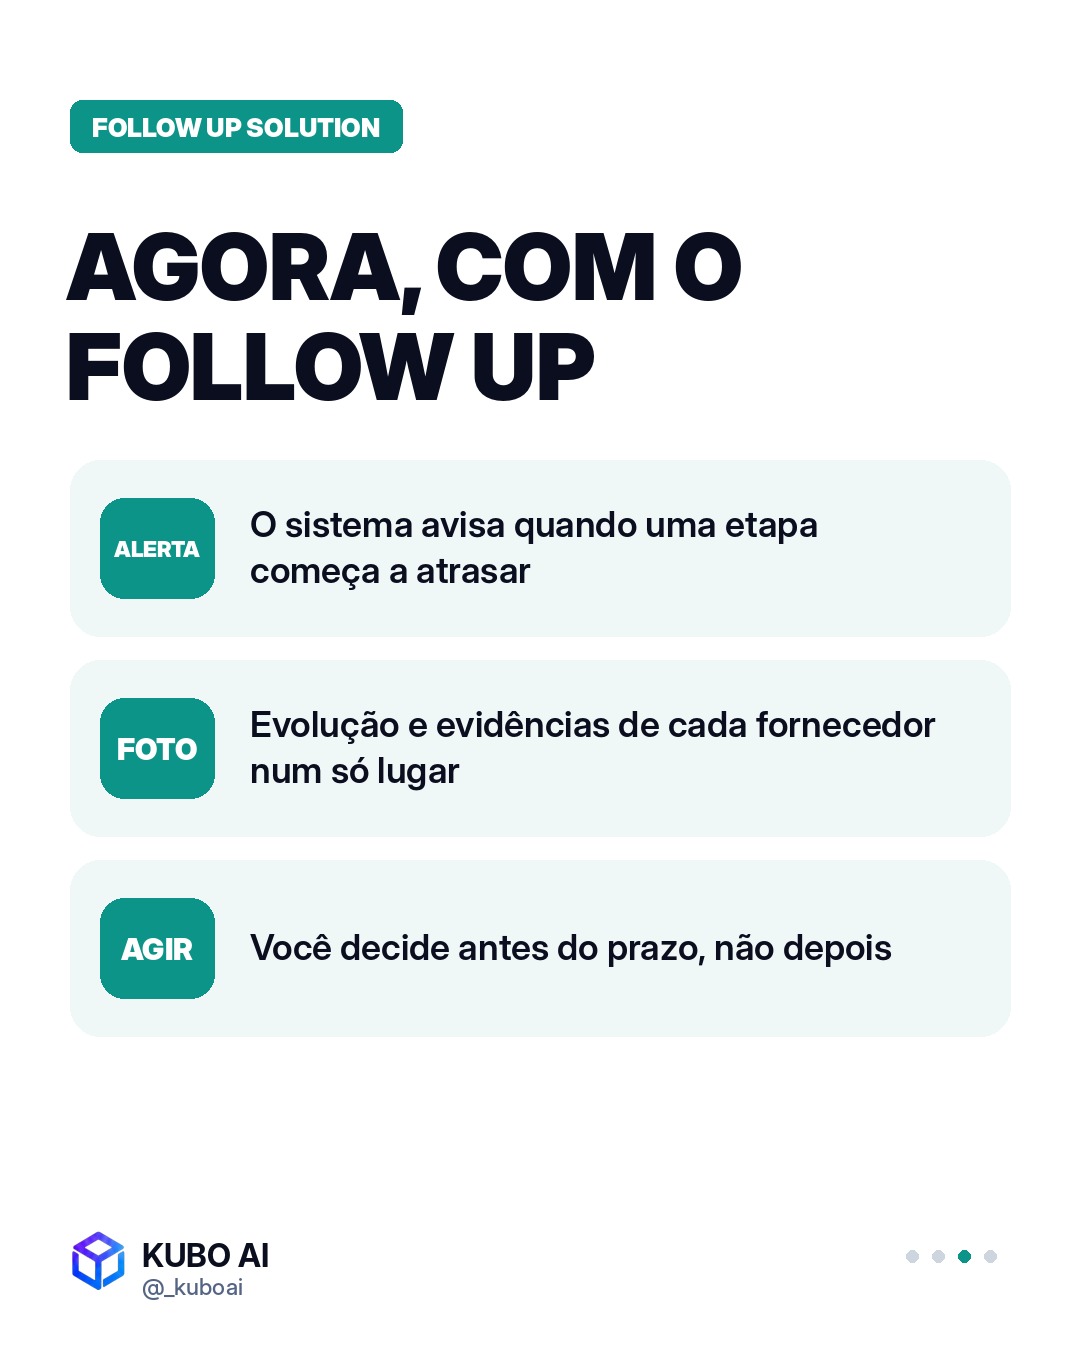 FOLLOW UP SOLUTION
AGORA, COM O
FOLLOW UP
ALERTA
O sistema avisa quando uma etapa
começa a atrasar
FOTO
Evolução e evidências de cada fornecedor
num só lugar
AGIR
Você decide antes do prazo, não depois
KUBO AI
@_kuboai